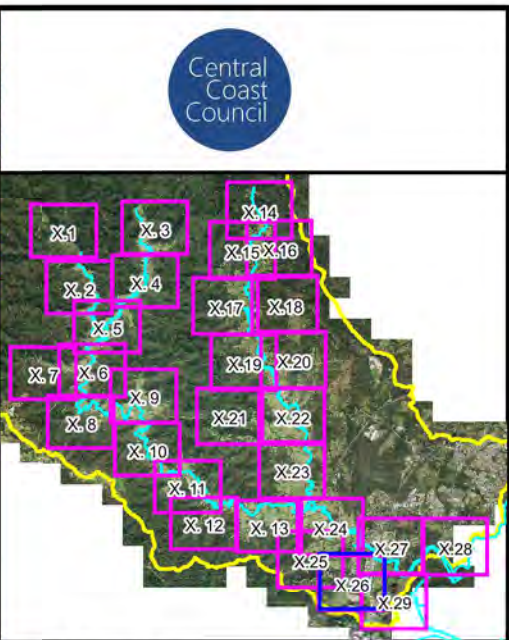 Central
Coast
Council
X.14
X.1
X. 3
X.15
X.16
X. 2
X. 4
X.17
X.18
X. 5
X. 7
X. 6
X.19
X.20
X. 9
X. 8
X.21
X.22
X. 10
X.23
X. 11
X. 12
X. 13
X.24
X.25
X.27
X.28
X.26
X.29